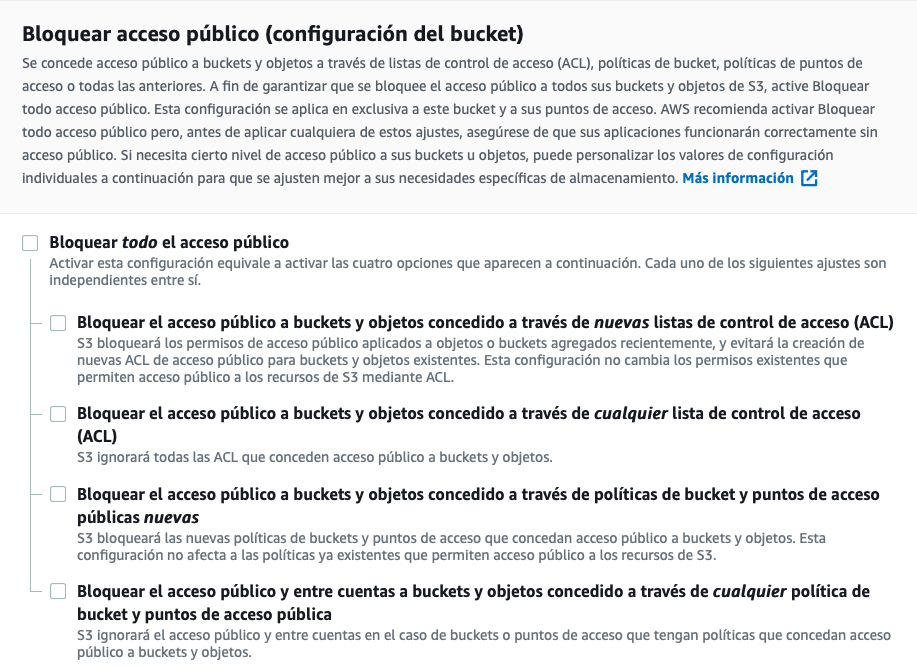 Bloquear acceso público (configuración del bucket)
Se concede acceso público a buckets y objetos a través de listas de control de acceso (ACL), políticas de bucket, políticas de puntos de
acceso o todas las anteriores. A fin de garantizar que se bloquee el acceso público a todos sus buckets y objetos de S3, active Bloquear
todo acceso público. Esta configuración se aplica en exclusiva a este bucket y a sus puntos de acceso. AWS recomienda activar Bloquear
todo acceso público pero, antes de aplicar cualquiera de estos ajustes, asegúrese de que sus aplicaciones funcionarán correctamente sin
acceso público. Si necesita cierto nivel de acceso público a sus buckets u objetos, puede personalizar los valores de configuración
individuales a continuación para que se ajusten mejor a sus necesidades específicas de almacenamiento. Más información
Bloquear todo el acceso público
Activar esta configuración equivale a activar las cuatro opciones que aparecen a continuación. Cada uno de los siguientes ajustes son
independientes entre sí.
Bloquear el acceso público a buckets y objetos concedido a través de nuevas listas de control de acceso (ACL)
S3 bloqueará los permisos de acceso público aplicados a objetos o buckets agregados recientemente, y evitará la creación de
nuevas ACL de acceso público para buckets y objetos existentes. Esta configuración no cambia los permisos existentes que
permiten acceso público a los recursos de S3 mediante ACL.
Bloquear el acceso público a buckets y objetos concedido a través de cualquier lista de control de acceso
(ACL)
S3 ignorará todas las ACL que conceden acceso público a buckets y objetos.
Bloquear el acceso público a buckets y objetos concedido a través de políticas de bucket y puntos de acceso
públicas nuevas
S3 bloqueará las nuevas políticas de buckets y puntos de acceso que concedan acceso público a buckets y objetos. Esta
configuración no afecta a las políticas ya existentes que permiten acceso público a los recursos de S3.
Bloquear el acceso público y entre cuentas a buckets y objetos concedido a través de cualquier política de
bucket y puntos de acceso pública
S3 ignorará el acceso público y entre cuentas en el caso de buckets o puntos de acceso que tengan políticas que concedan acceso
público a buckets y objetos.